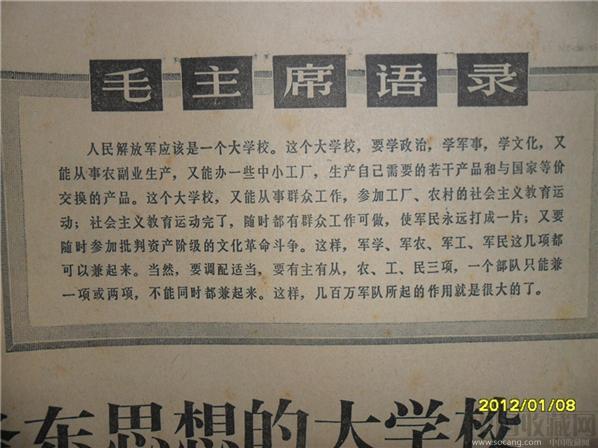 毛主席语录
人民解放军应该是一个大学校。这个大学校，要学政治，学军事，学文化，又
能从事农副业生产，又能办一些中小工厂，生产自己需要的若干产品和与国家等价
交换的产品。这个大学校，又能从事群众工作，参加工厂、农村的社会主义教育运
动；社会主义教育运动完了，随时都有群众工作可做，使军民永远打成一片；又要
随时参加批判资产阶级的文化革命斗争。这样，军学、军农、军工、军民这几项都
可以兼起来。当然，要调配适当，要有主有从，农、工、民三项，一个部队只能兼
一项或两项，不能同时都兼起来。这样，几百万军队所起的作用就是很大的了。
东思想的大学校
2012/01/08
收藏网
www.socang.com 中国收藏网